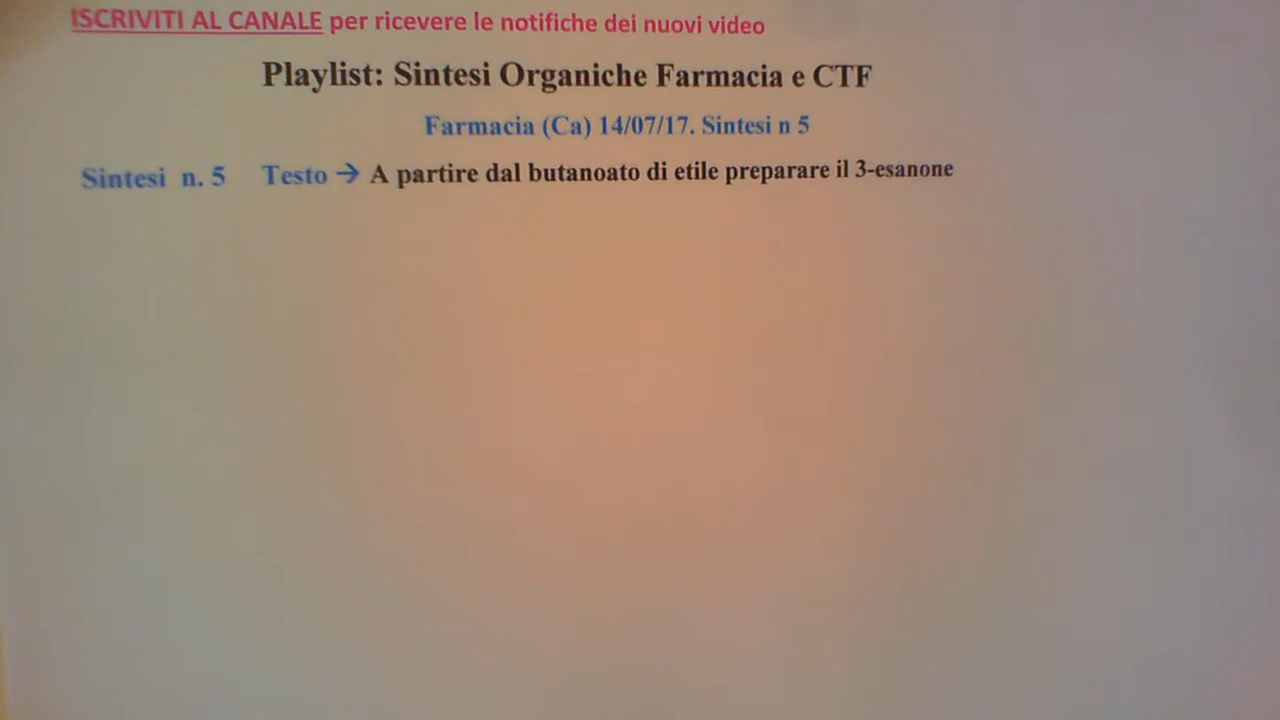 ISCRIVITI AL CANALE per ricevere le notifiche dei nuovi video
Playlist: Sintesi Organiche Farmacia e CTF
Farmacia (Ca) 14/07/17. Sintesi n 5
Sintesi n. 5 Testo → A partire dal butanoato di etile preparare il 3-esanone